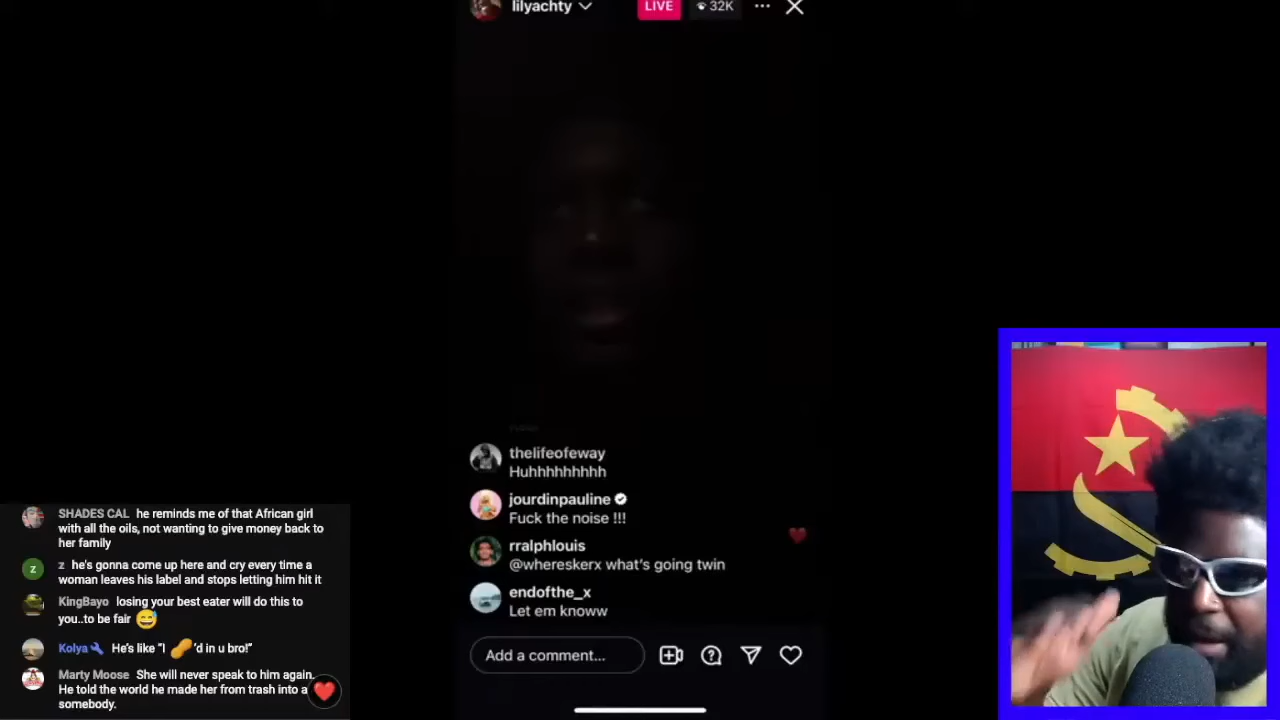 lilyachty
LIVE
32K
thelifeofeway
Huhhhhhhhhh
jourdinpauline
Fuck the noise !!!
rralphlouis
@whereskerx what's going twin
endofthe_x
Let em knoww
Add a comment...
SHADES CAL he reminds me of that African girl
with all the oils, not wanting to give money back to
her family
z
z he's gonna come up here and cry every time a
woman leaves his label and stops letting him hit it
KingBayo losing your best eater will do this to
you..to be fair 😅
Kolya🔧 He's like "I 🥜'd in u bro!"
Marty Moose She will never speak to him again.
He told the world he made her from trash into a
somebody.